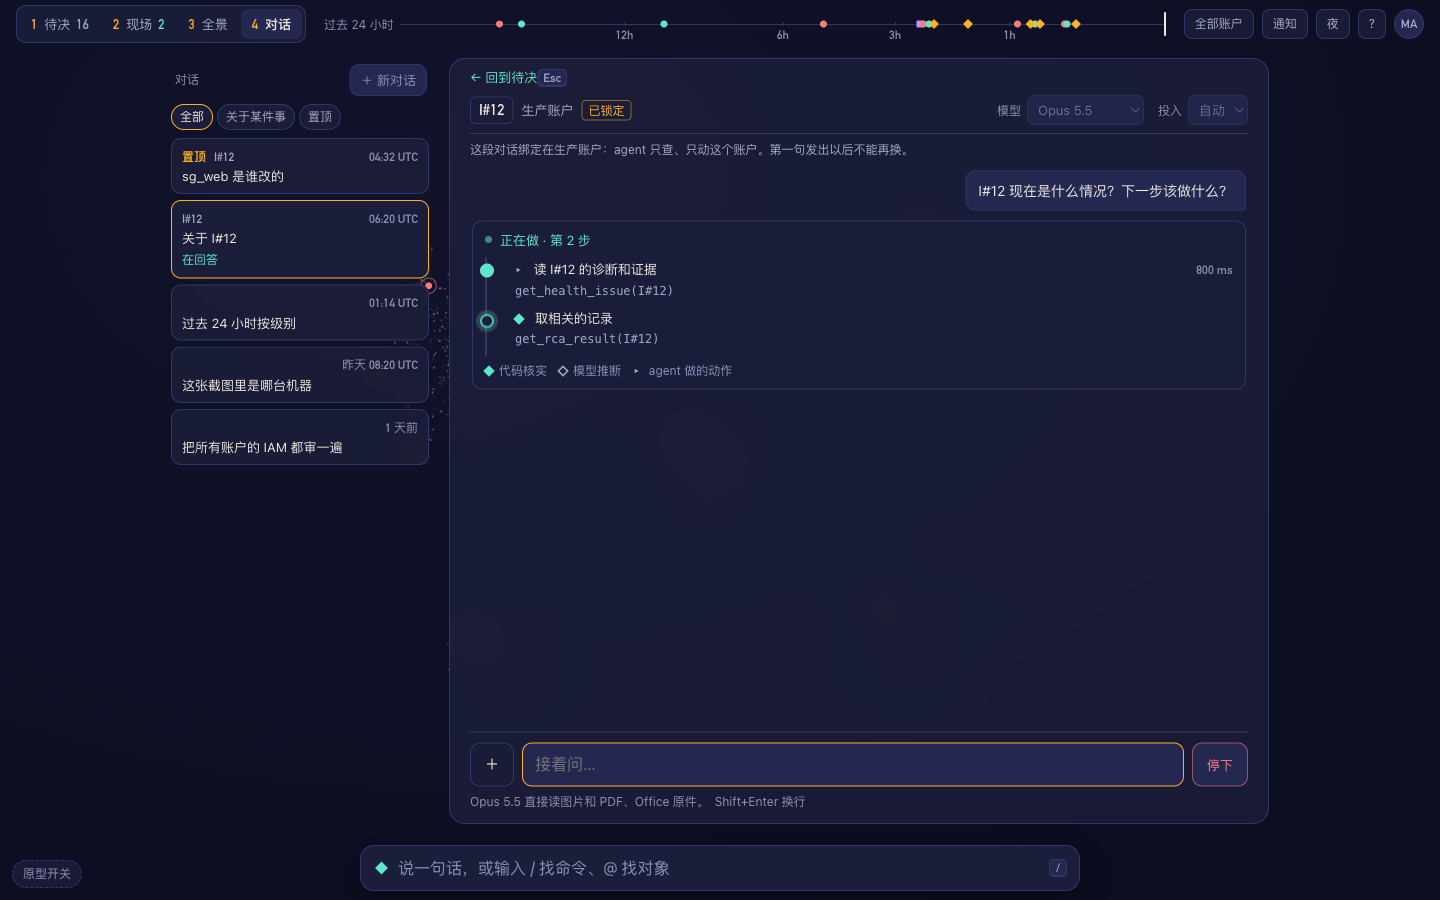 1 待决 16 2 现场 2 3 全景 4 对话
过去 24 小时
12h 6h 3h 1h
全部账户 通知 夜 ? MA
对话
+ 新对话
全部 关于某件事 置顶
置顶 I#12 04:32 UTC
sg_web 是谁改的
I#12 06:20 UTC
关于 I#12
在回答
01:14 UTC
过去 24 小时按级别
昨天 08:20 UTC
这张截图里是哪台机器
1 天前
把所有账户的 IAM 都审一遍
← 回到待决 Esc
I#12 生产账户 已锁定
模型 Opus 5.5 投入 自动
这段对话绑定在生产账户：agent 只查、只动这个账户。第一句发出以后不能再换。
I#12 现在是什么情况？下一步该做什么？
正在做 · 第 2 步
▸ 读 I#12 的诊断和证据 800 ms
get_health_issue(I#12)
◆ 取相关的记录
get_rca_result(I#12)
◆ 代码核实 ◇ 模型推断 ▸ agent 做的动作
+ 接着问… 停下
Opus 5.5 直接读图片和 PDF、Office 原件。 Shift+Enter 换行
◆ 说一句话，或输入 / 找命令、@ 找对象 /
原型开关